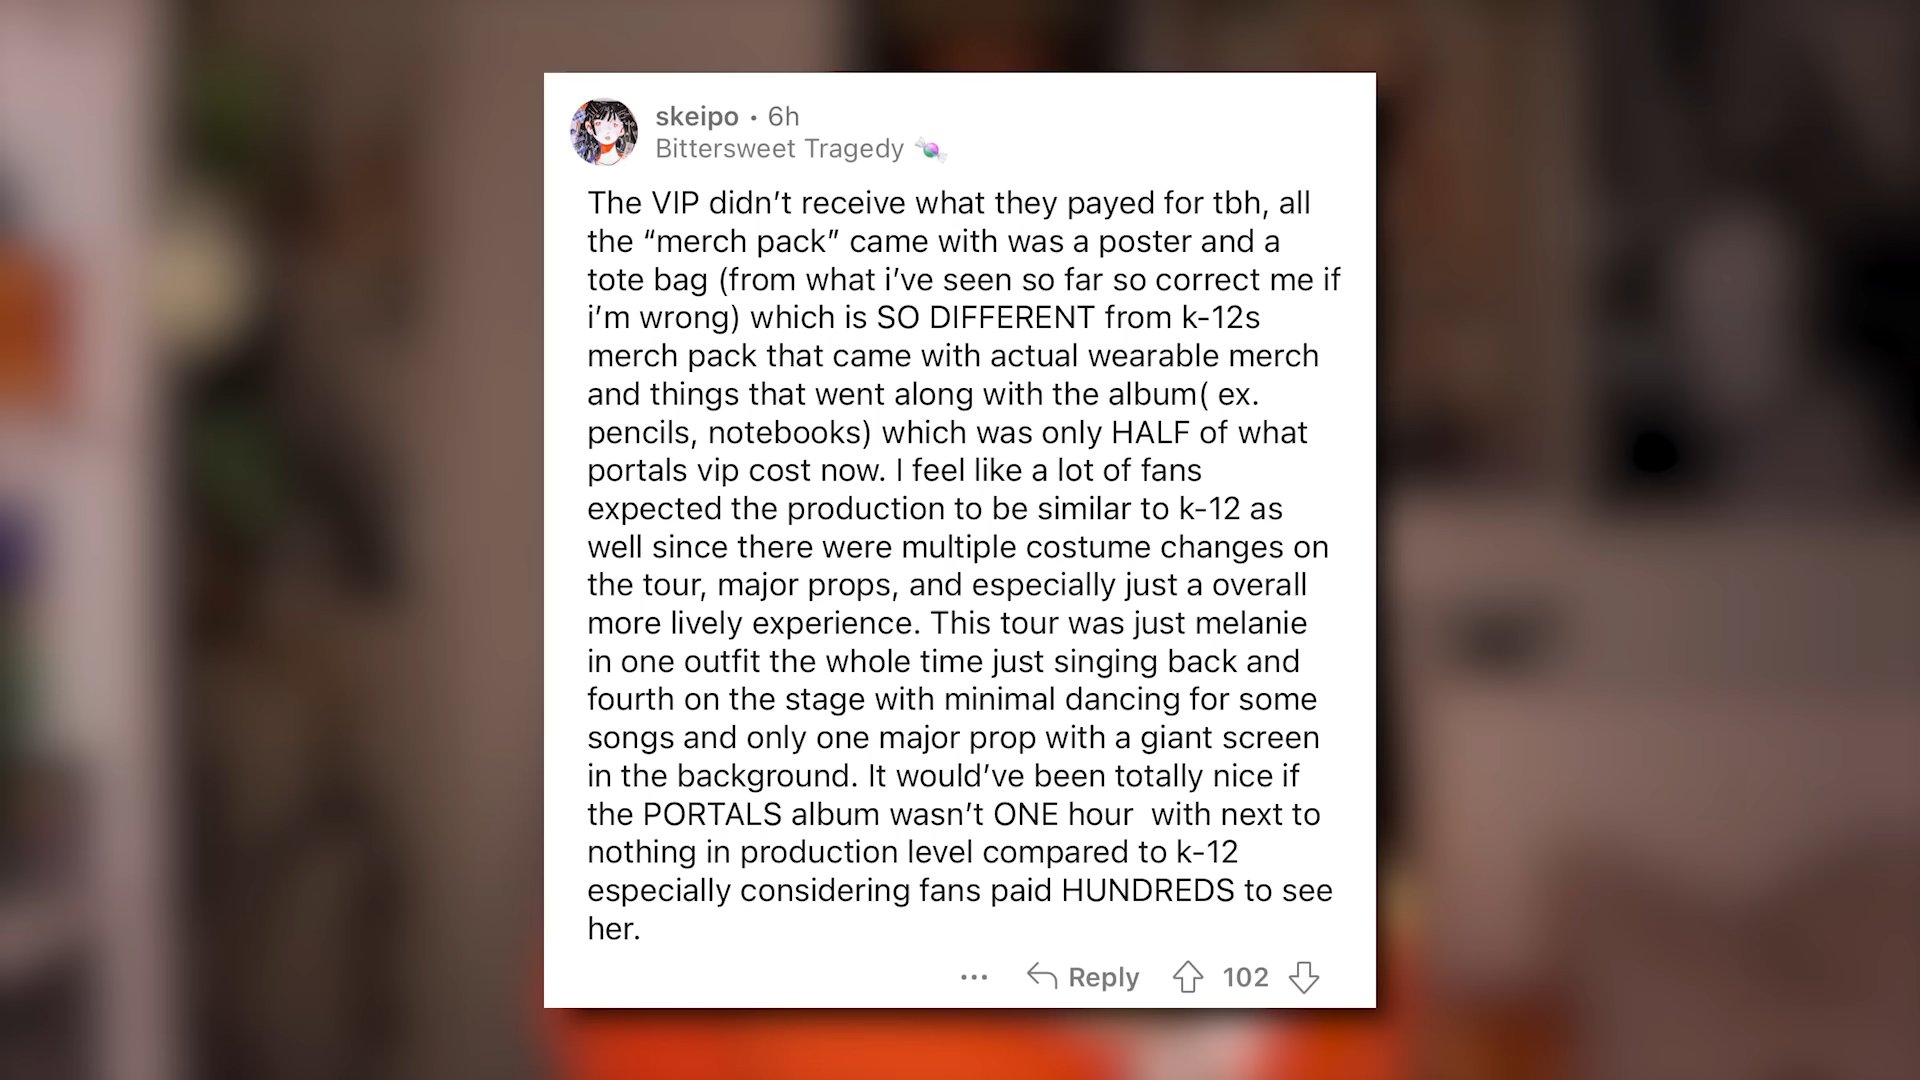 skeipo • 6h
Bittersweet Tragedy 🍬
The VIP didn’t receive what they payed for tbh, all
the “merch pack” came with was a poster and a
tote bag (from what i’ve seen so far so correct me if
i’m wrong) which is SO DIFFERENT from k-12s
merch pack that came with actual wearable merch
and things that went along with the album( ex.
pencils, notebooks) which was only HALF of what
portals vip cost now. I feel like a lot of fans
expected the production to be similar to k-12 as
well since there were multiple costume changes on
the tour, major props, and especially just a overall
more lively experience. This tour was just melanie
in one outfit the whole time just singing back and
fourth on the stage with minimal dancing for some
songs and only one major prop with a giant screen
in the background. It would’ve been totally nice if
the PORTALS album wasn’t ONE hour  with next to
nothing in production level compared to k-12
especially considering fans paid HUNDREDS to see
her.
... Reply 102